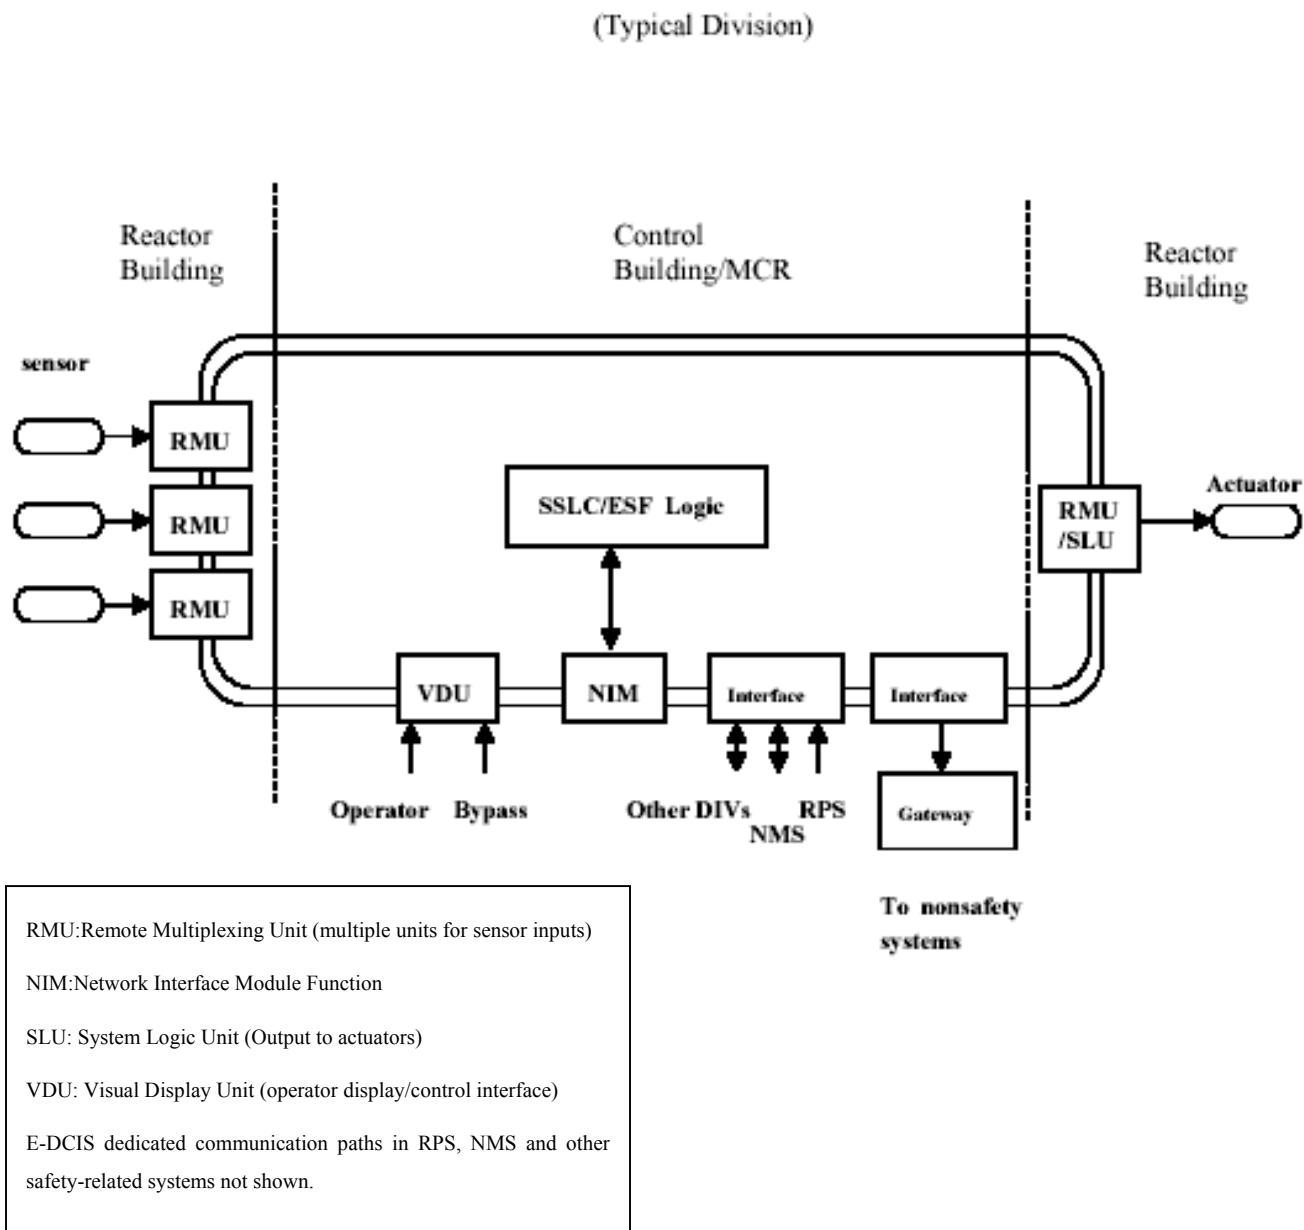 (Typical Division)
Reactor
Building
Control
Building/MCR
Reactor
Building
sensor
RMU
RMU
RMU
SSLC/ESF Logic
RMU
/SLU
Actuator
VDU
NIM
Interface
Interface
Operator
Bypass
Other DIVs
NMS
RPS
Gateway
To nonsafety
systems
RMU:Remote Multiplexing Unit (multiple units for sensor inputs)
NIM:Network Interface Module Function
SLU: System Logic Unit (Output to actuators)
VDU: Visual Display Unit (operator display/control interface)
E-DCIS dedicated communication paths in RPS, NMS and other
safety-related systems not shown.